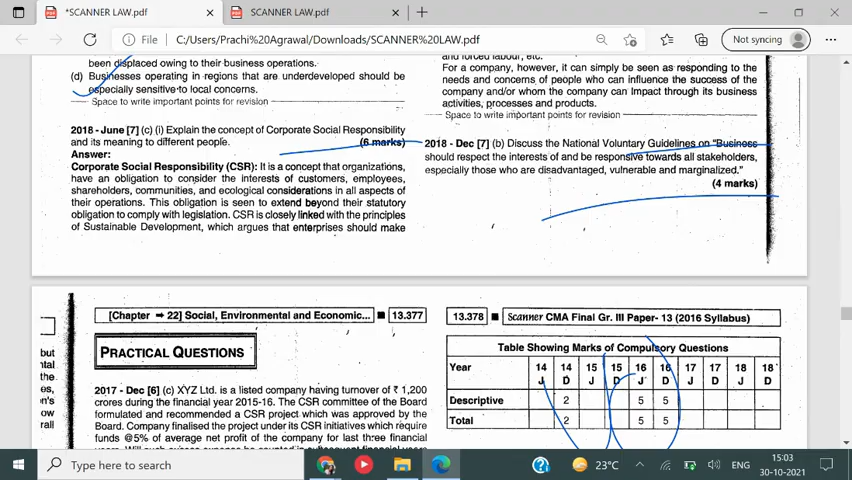 *SCANNER LAW.pdf
SCANNER LAW.pdf
File
C:/Users/Prachi%20Agrawal/Downloads/SCANNER%20LAW.pdf
Not syncing
been displaced owing to their business operations.
(d) Businesses operating in regions that are underdeveloped should be
especially sensitive to local concerns.
Space to write important points for revision
2018 - June [7] (c) (i) Explain the concept of Corporate Social Responsibility
and its meaning to different people. (6 marks)
Answer:
Corporate Social Responsibility (CSR): It is a concept that organizations,
have an obligation to consider the interests of customers, employees,
shareholders, communities, and ecological considerations in all aspects of
their operations. This obligation is seen to extend beyond their statutory
obligation to comply with legislation. CSR is closely linked with the principles
of Sustainable Development, which argues that enterprises should make
and forced labour, etc.
For a company, however, it can simply be seen as responding to the
needs and concerns of people who can influence the success of the
company and/or whom the company can Impact through its business
activities, processes and products.
Space to write important points for revision
2018 - Dec [7] (b) Discuss the National Voluntary Guidelines on "Business
should respect the interests of and be responsive towards all stakeholders,
especially those who are disadvantaged, vulnerable and marginalized."
(4 marks)
but
ntal
the
es,
n's
ow
rall
[Chapter ➡ 22] Social, Environmental and Economic... ■ 13.377
PRACTICAL QUESTIONS
2017 - Dec [6] (c) XYZ Ltd. is a listed company having turnover of ₹ 1,200
crores during the financial year 2015-16. The CSR committee of the Board
formulated and recommended a CSR project which was approved by the
Board. Company finalised the project under its CSR initiatives which require
funds @5% of average net profit of the company for last three financial
13.378 ■ Scanner CMA Final Gr. III Paper- 13 (2016 Syllabus)
Table Showing Marks of Compulsory Questions
Year 14 14 15 15 16 16 17 17 18 18
J D J D J D J D J D
Descriptive 2 5 5
Total 2 5 5
Type here to search
23°C
ENG
15:03
30-10-2021